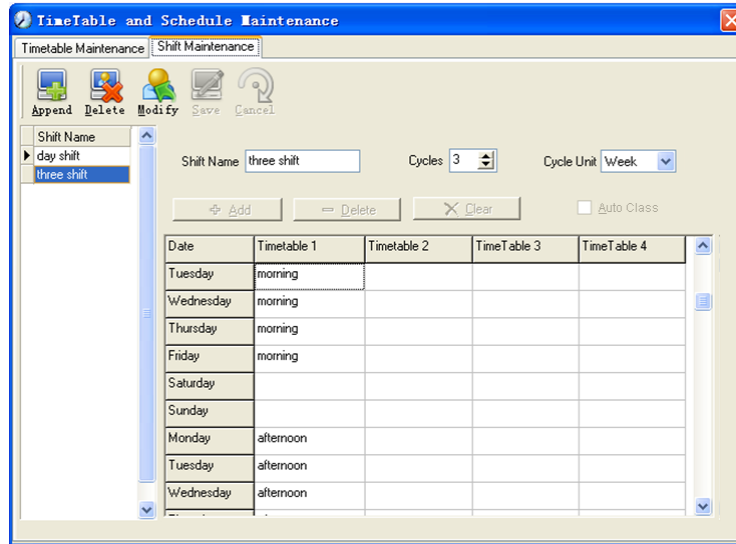 TimeTable and Schedule Maintenance
Timetable Maintenance Shift Maintenance
Append Delete Modify Save Cancel
Shift Name
day shift
three shift
Shift Name three shift Cycles 3 Cycle Unit Week
Add Delete Clear Auto Class
Date Timetable 1 Timetable 2 TimeTable 3 TimeTable 4
Tuesday morning
Wednesday morning
Thursday morning
Friday morning
Saturday
Sunday
Monday afternoon
Tuesday afternoon
Wednesday afternoon